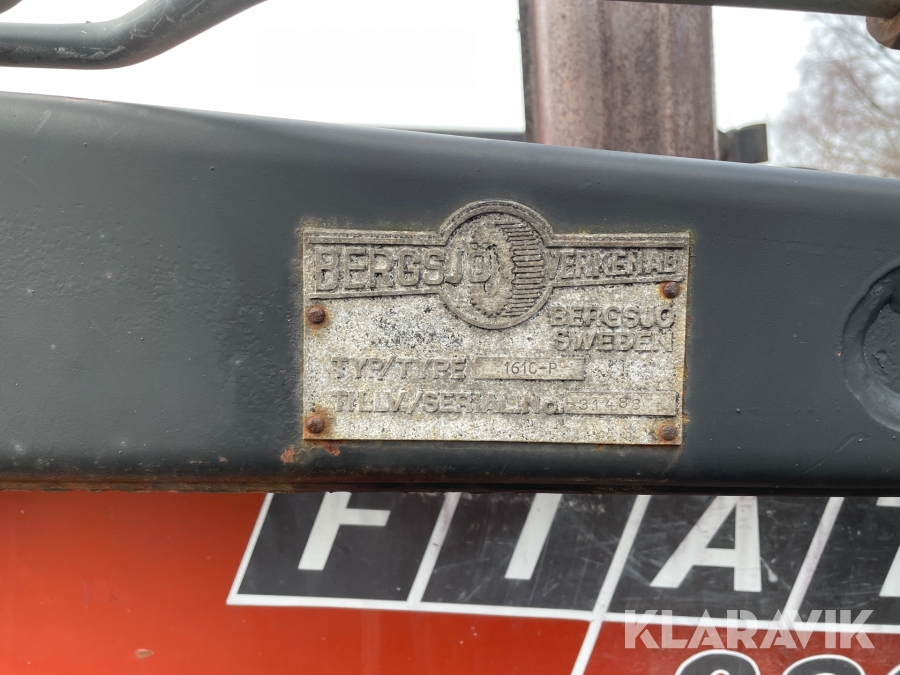 BERGSJÖ VERKEN AB
BERGSJÖ
SWEDEN
TYP/TYPE 1610-P
TILLV./SERIAL.No.
FIAT
KLARAVIK